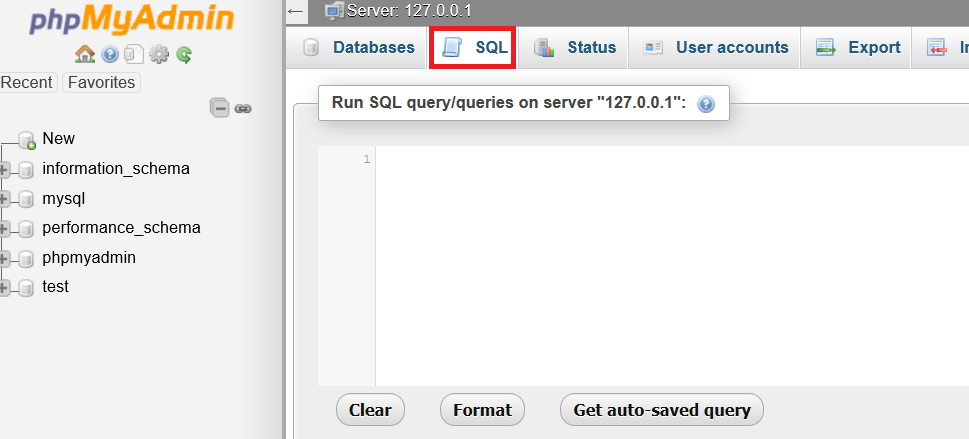 phpMyAdmin
Recent Favorites
New
information_schema
mysql
performance_schema
phpmyadmin
test
Server: 127.0.0.1
Databases SQL Status User accounts Export
Run SQL query/queries on server "127.0.0.1":
1
Clear Format Get auto-saved query